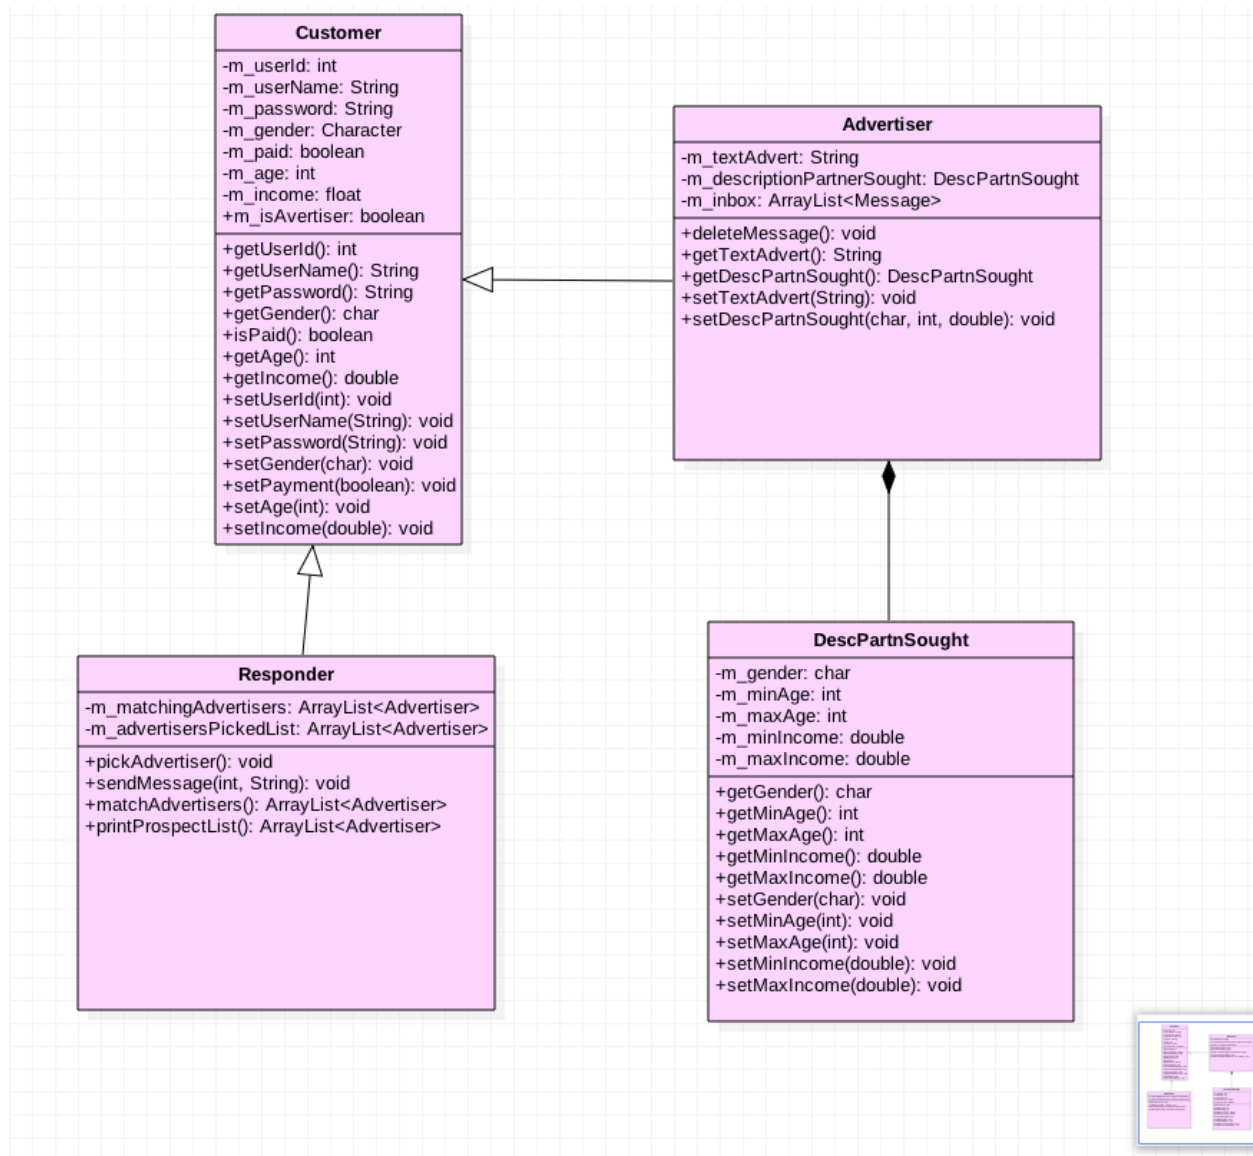 Customer
-m_userId: int
-m_userName: String
-m_password: String
-m_gender: Character
-m_paid: boolean
-m_age: int
-m_income: float
+m_isAvertiser: boolean
+getUserId(): int
+getUserName(): String
+getPassword(): String
+getGender(): char
+isPaid(): boolean
+getAge(): int
+getIncome(): double
+setUserId(int): void
+setUserName(String): void
+setPassword(String): void
+setGender(char): void
+setPayment(boolean): void
+setAge(int): void
+setIncome(double): void
Advertiser
-m_textAdvert: String
-m_descriptionPartnerSought: DescPartnSought
-m_inbox: ArrayList<Message>
+deleteMessage(): void
+getTextAdvert(): String
+getDescPartnSought(): DescPartnSought
+setTextAdvert(String): void
+setDescPartnSought(char, int, double): void
Responder
-m_matchingAdvertisers: ArrayList<Advertiser>
-m_advertisersPickedList: ArrayList<Advertiser>
+pickAdvertiser(): void
+sendMessage(int, String): void
+matchAdvertisers(): ArrayList<Advertiser>
+printProspectList(): ArrayList<Advertiser>
DescPartnSought
-m_gender: char
-m_minAge: int
-m_maxAge: int
-m_minIncome: double
-m_maxIncome: double
+getGender(): char
+getMinAge(): int
+getMaxAge(): int
+getMinIncome(): double
+getMaxIncome(): double
+setGender(char): void
+setMinAge(int): void
+setMaxAge(int): void
+setMinIncome(double): void
+setMaxIncome(double): void